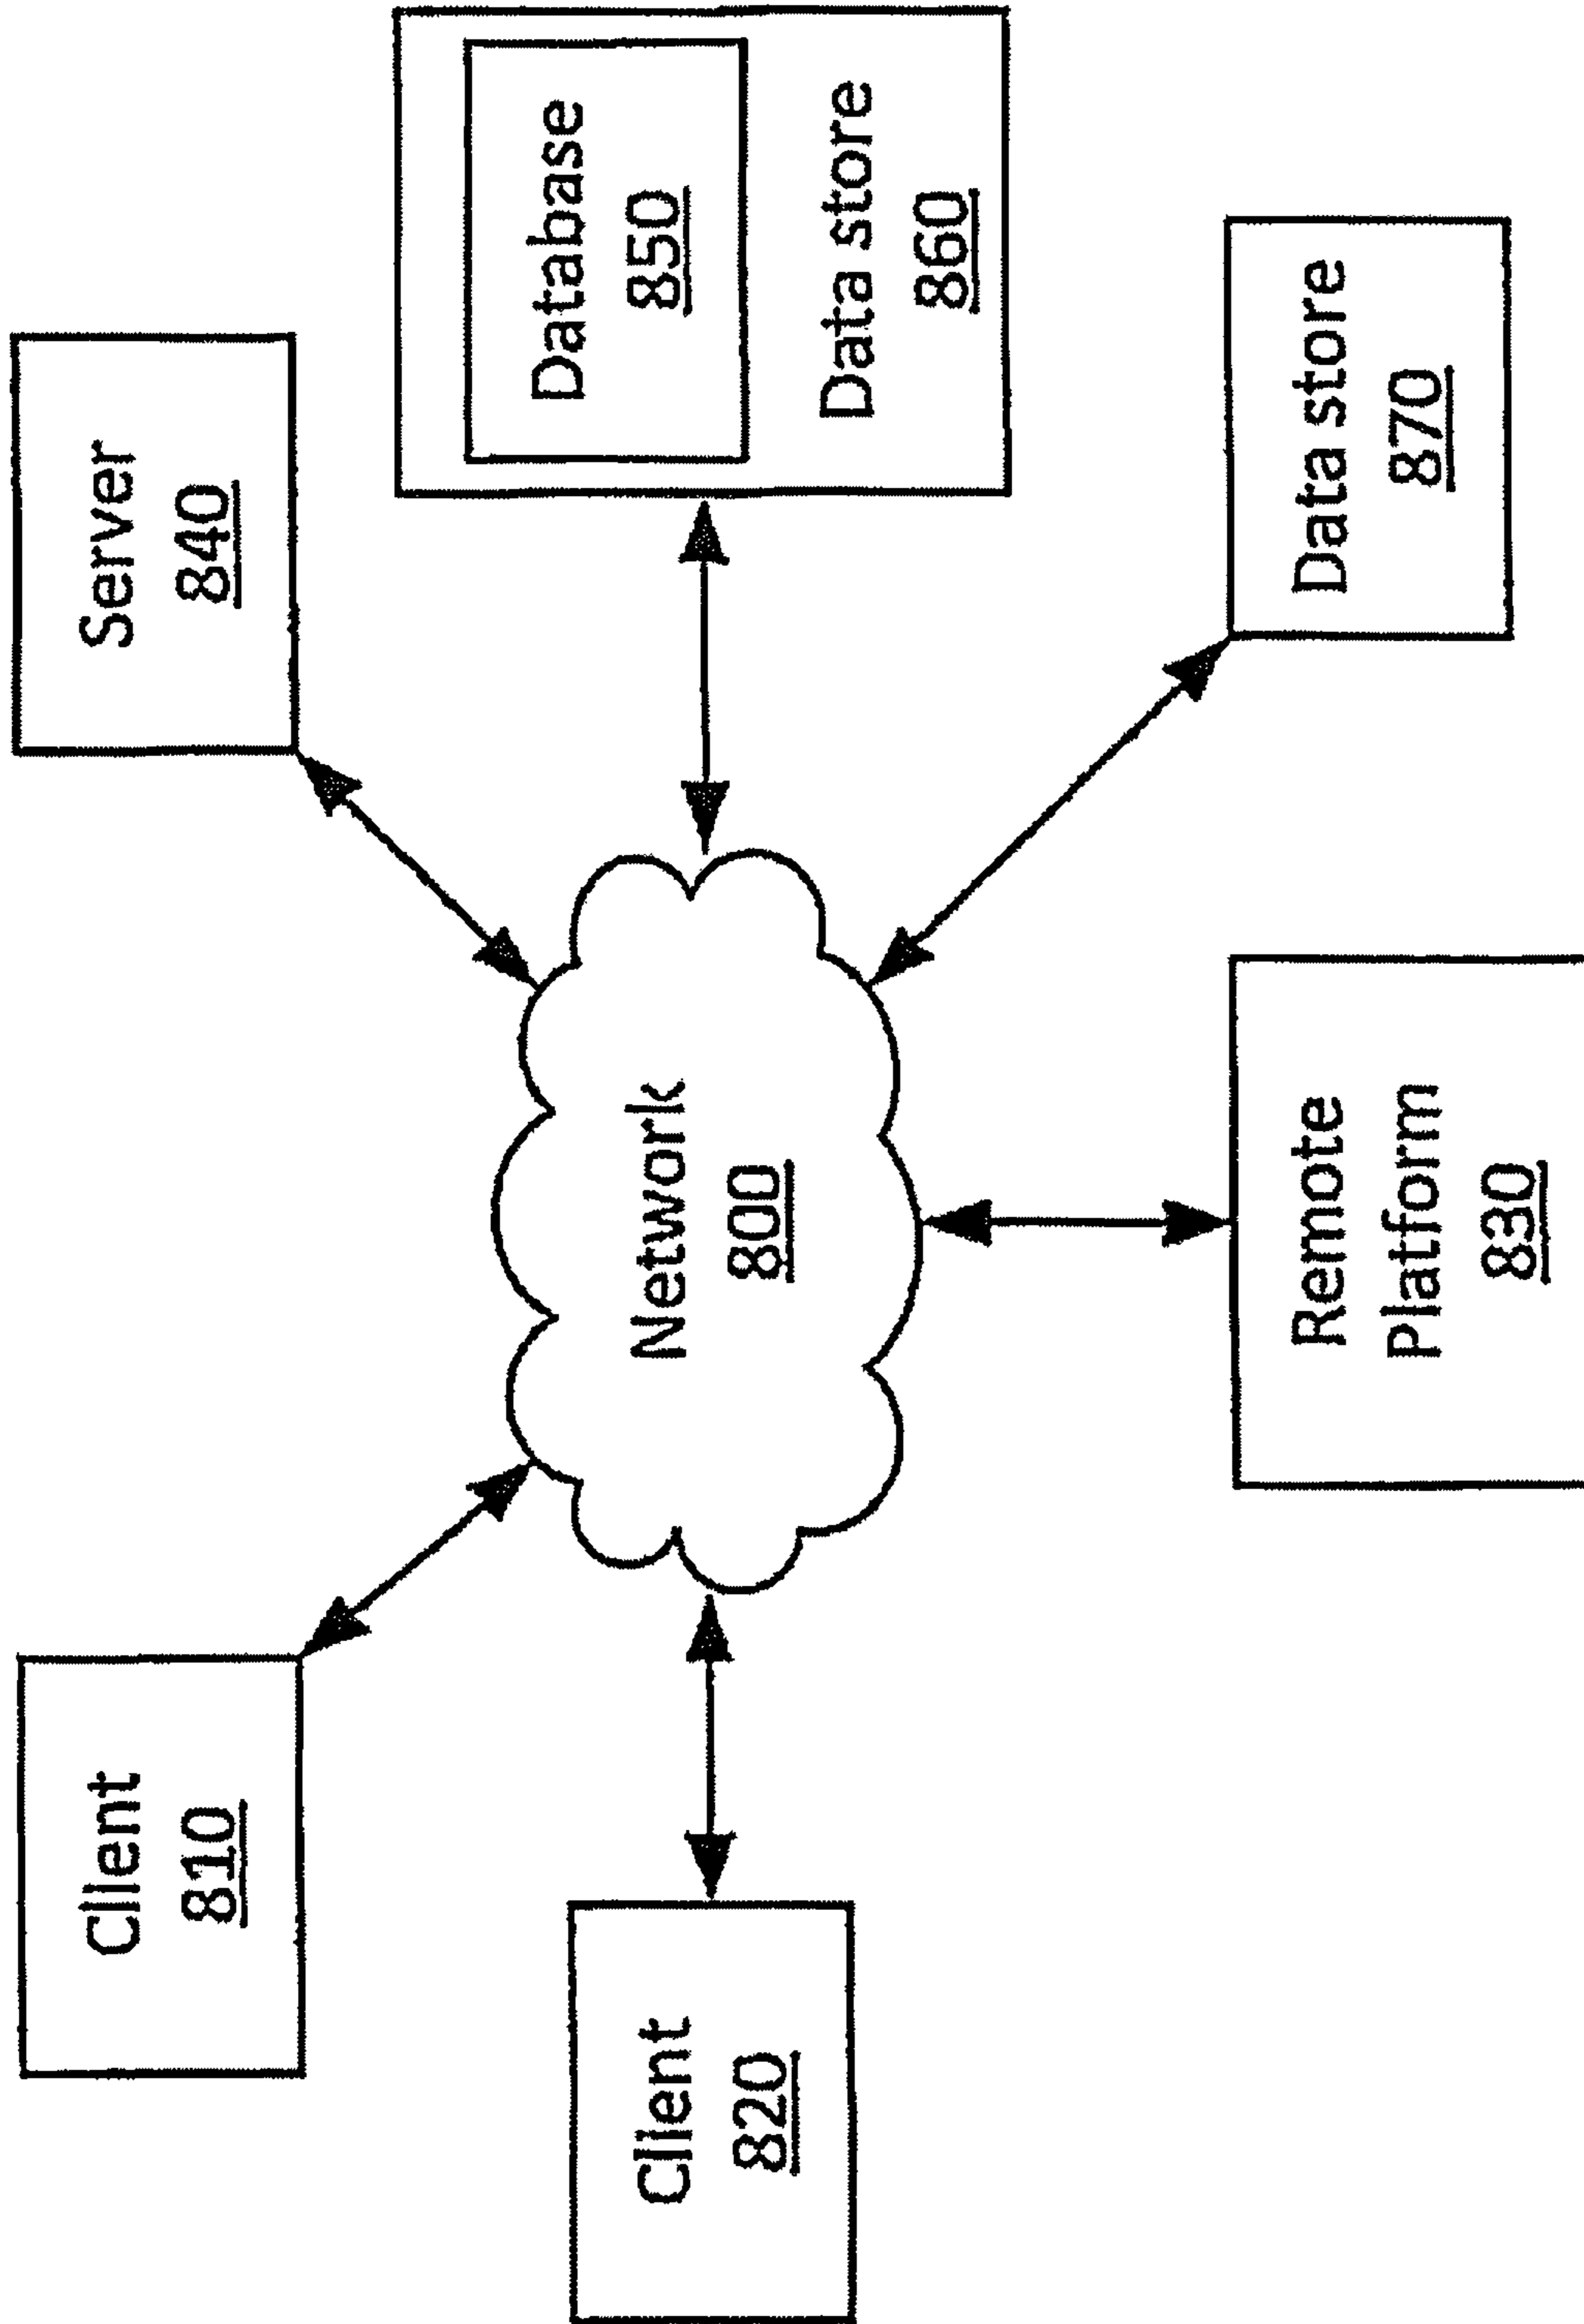 Client
810
Server
840
Client
820
Network
800
Database
850
Data store
860
Remote
Platform
830
Data store
870